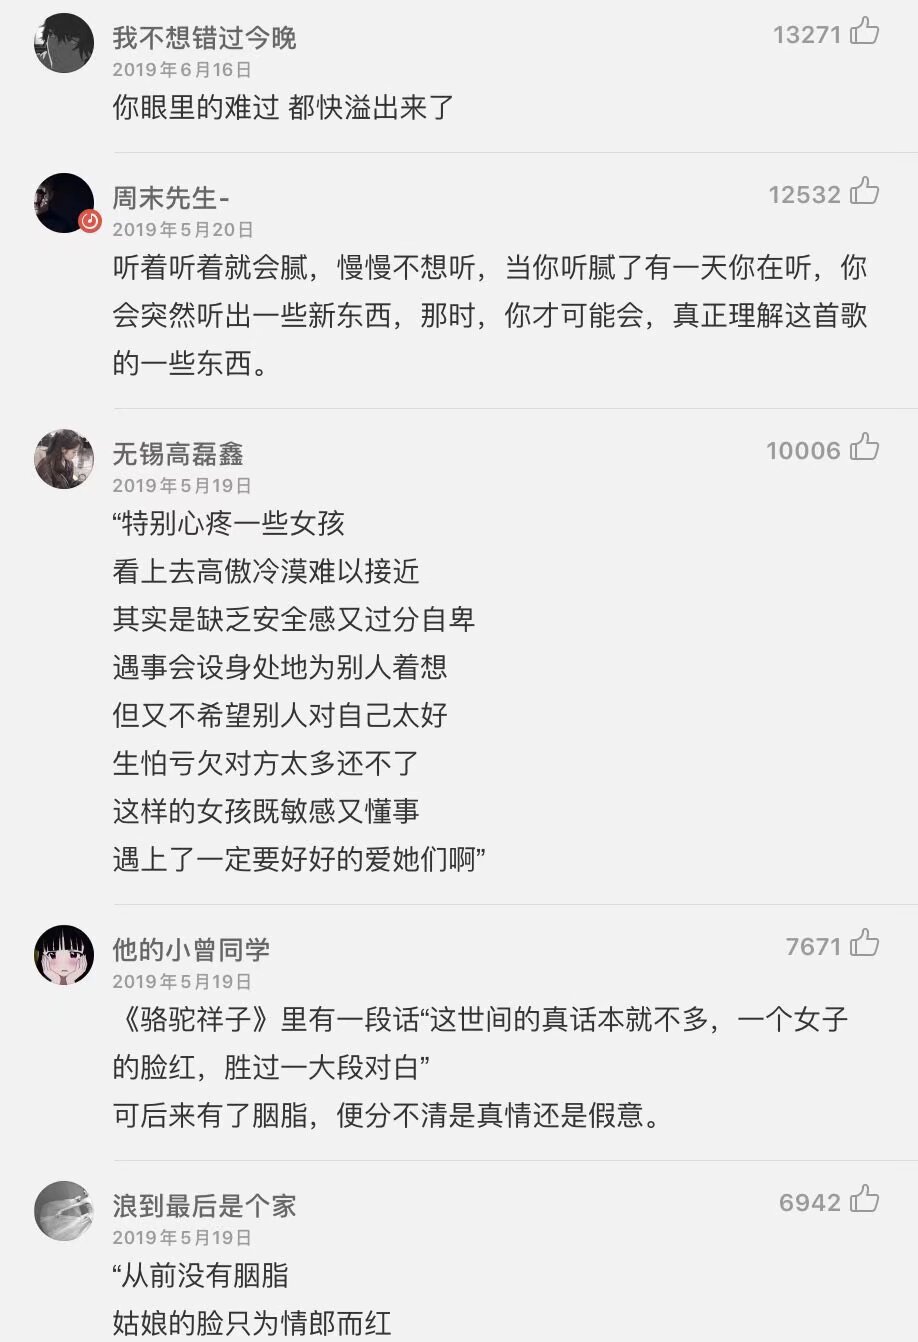 我不想错过今晚
13271
2019年6月16日
你眼里的难过 都快溢出来了
周末先生-
12532
2019年5月20日
听着听着就会腻，慢慢不想听，当你听腻了有一天你在听，你
会突然听出一些新东西，那时，你才可能会，真正理解这首歌
的一些东西。
无锡高磊鑫
10006
2019年5月19日
“特别心疼一些女孩
看上去高傲冷漠难以接近
其实是缺乏安全感又过分自卑
遇事会设身处地为别人着想
但又不希望别人对自己太好
生怕亏欠对方太多还不了
这样的女孩既敏感又懂事
遇上了一定要好好的爱她们啊”
他的小曾同学
7671
2019年5月19日
《骆驼祥子》里有一段话“这世间的真话本就不多，一个女子
的脸红，胜过一大段对白”
可后来有了胭脂，便分不清是真情还是假意。
浪到最后是个家
6942
2019年5月19日
“从前没有胭脂
姑娘的脸只为情郎而红